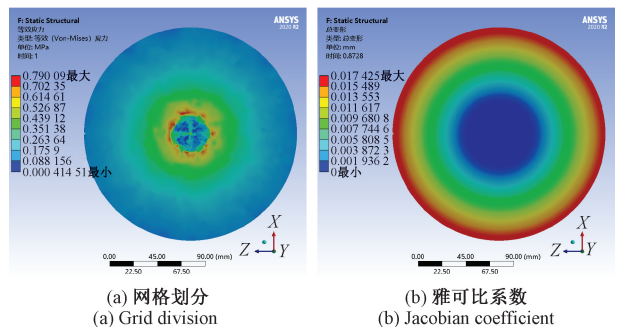 F: Static Structural
等效应力
类型: 等效（Von-Mises）应力
单位: MPa
时间: 1
ANSYS
2020 R2
0.790 09最大
0.702 35
0.614 61
0.526 87
0.439 12
0.351 38
0.263 64
0.175 9
0.088 156
0.000 414 51最小
X
Z
Y
0.00 45.00 90.00 (mm)
22.50 67.50
(a) 网格划分
(a) Grid division
F: Static Structural
总变形
类型: 总变形
单位: mm
时间: 0.8728
ANSYS
2020 R2
0.017 425最大
0.015 489
0.013 553
0.011 617
0.009 680 8
0.007 744 6
0.005 808 5
0.003 872 3
0.001 936 2
0最小
X
Z
Y
0.00 45.00 90.00 (mm)
22.50 67.50
(b) 雅可比系数
(b) Jacobian coefficient